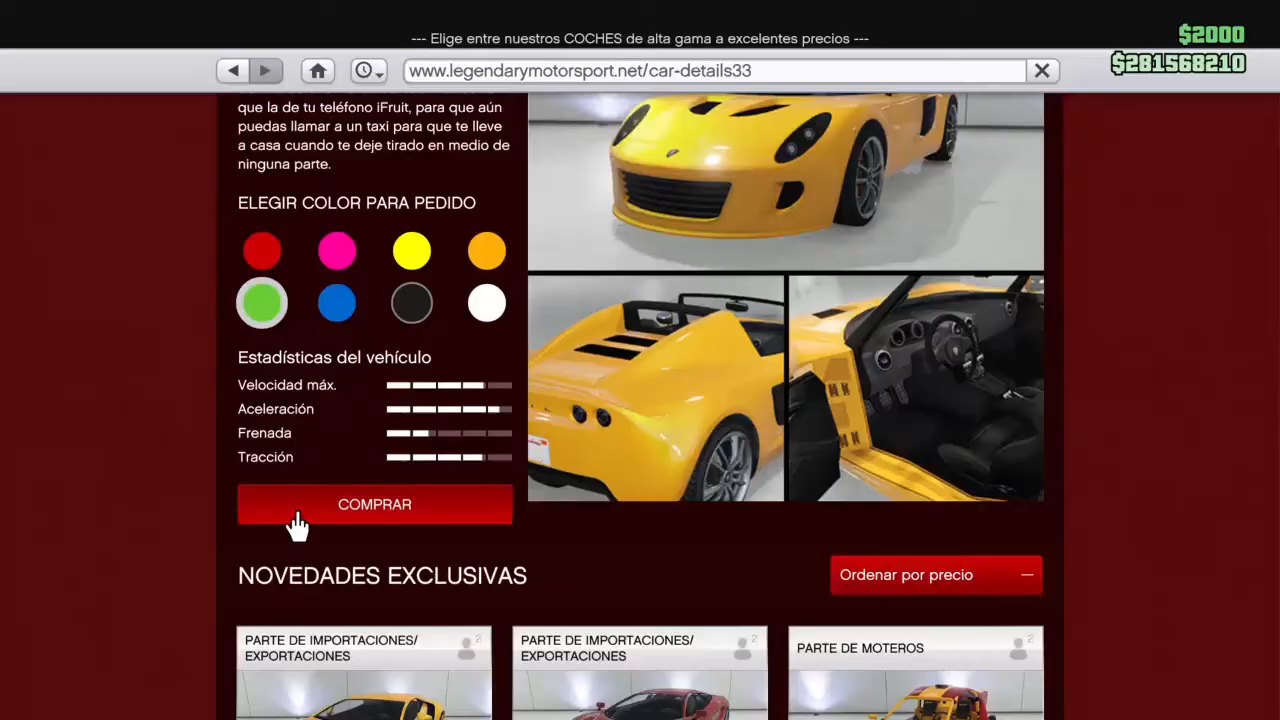 --- Elige entre nuestros COCHES de alta gama a excelentes precios ---
$2000
$281568210
www.legendarymotorsport.net/car-details33
que la de tu teléfono iFruit, para que aún
puedas llamar a un taxi para que te lleve
a casa cuando te deje tirado en medio de
ninguna parte.
ELEGIR COLOR PARA PEDIDO
Estadísticas del vehículo
Velocidad máx.
Aceleración
Frenada
Tracción
COMPRAR
NOVEDADES EXCLUSIVAS
Ordenar por precio
PARTE DE IMPORTACIONES/
EXPORTACIONES
2
PARTE DE IMPORTACIONES/
EXPORTACIONES
2
PARTE DE MOTEROS
2